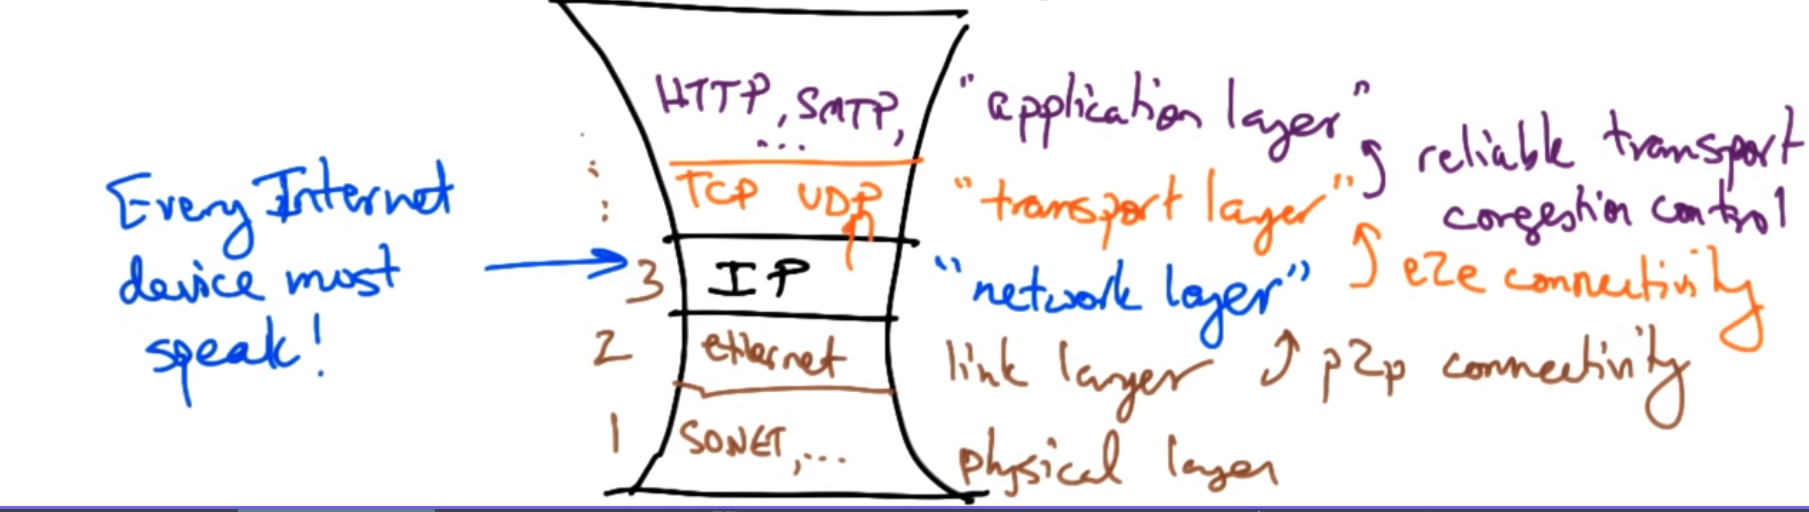 HTTP, SMTP, ...
"application layer"
reliable transport
congestion control
TCP UDP
"transport layer"
e2e connectivity
Every Internet
device most
speak!
3 IP
"network layer"
2 ethernet
link layer
p2p connectivity
1 SONET, ...
physical layer